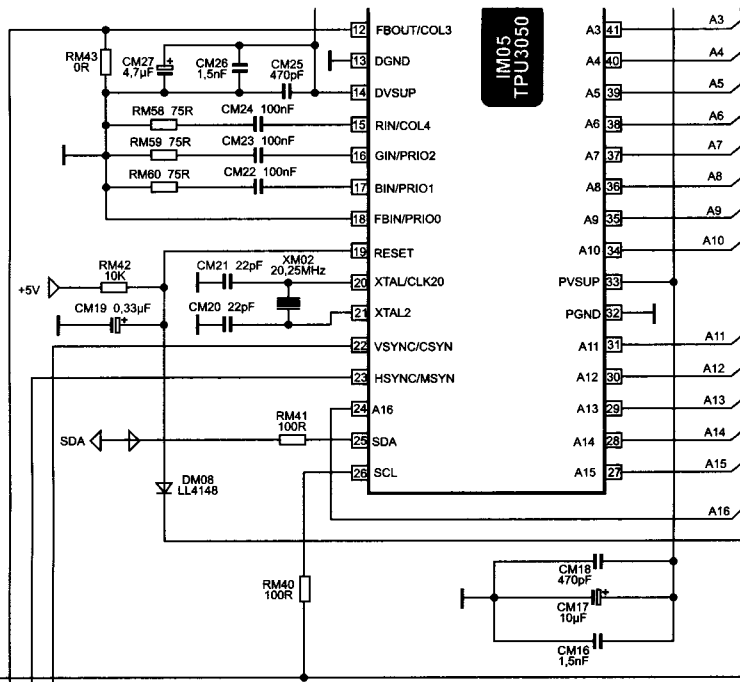 12 FBOUT/COL3
13 DGND
14 DVSUP
15 RIN/COL4
16 GIN/PRIO2
17 BIN/PRIO1
18 FBIN/PRIO0
19 RESET
20 XTAL/CLK20
21 XTAL2
22 VSYNC/CSYN
23 HSYNC/MSYN
24 A16
25 SDA
26 SCL
IM05
TPU3050
A3 41 A3
A4 40 A4
A5 39 A5
A6 38 A6
A7 37 A7
A8 36 A8
A9 35 A9
A10 34 A10
PVSUP 33
PGND 32
A11 31 A11
A12 30 A12
A13 29 A13
A14 28 A14
A15 27 A15
A16
RM43
0R
CM27
4,7µF
+
CM26
1,5nF
CM25
470pF
RM58 75R
CM24 100nF
RM59 75R
CM23 100nF
RM60 75R
CM22 100nF
+5V
RM42
10K
CM19 0,33µF
+
CM21 22pF
XM02
20,25MHz
CM20 22pF
SDA
RM41
100R
DM08
LL4148
RM40
100R
CM18
470pF
+
CM17
10µF
CM16
1,5nF